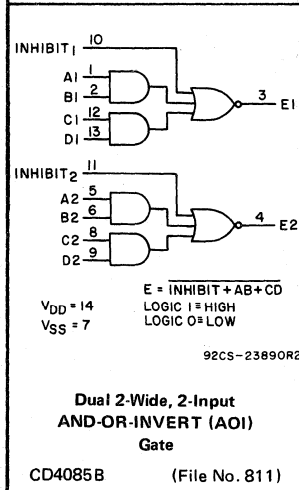 INHIBIT1 10
A1 1
B1 2
3 E1
C1 12
D1 13
INHIBIT2 11
A2 5
B2 6
4 E2
C2 8
D2 9
E = INHIBIT + AB + CD
VDD = 14
LOGIC 1 ≡ HIGH
VSS = 7
LOGIC 0 ≡ LOW
92CS-23890R2
Dual 2-Wide, 2-Input
AND-OR-INVERT (AOI)
Gate
CD4085B (File No. 811)